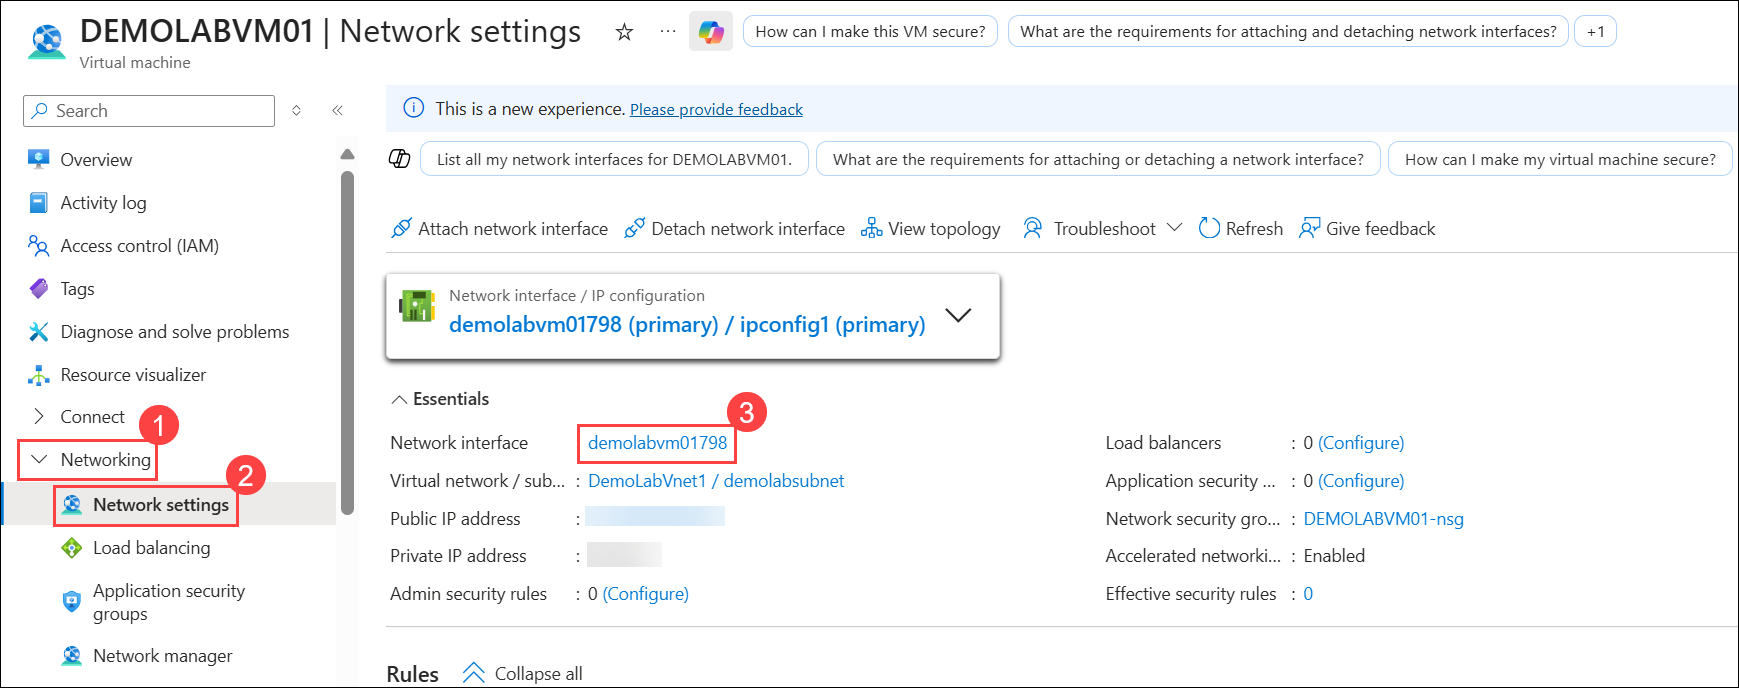 DEMOLABVM01 | Network settings
Virtual machine
How can I make this VM secure?
What are the requirements for attaching and detaching network interfaces?
+1
Search
Overview
Activity log
Access control (IAM)
Tags
Diagnose and solve problems
Resource visualizer
Connect
1
Networking
2
Network settings
Load balancing
Application security
groups
Network manager
This is a new experience. Please provide feedback
List all my network interfaces for DEMOLABVM01.
What are the requirements for attaching or detaching a network interface?
How can I make my virtual machine secure?
Attach network interface
Detach network interface
View topology
Troubleshoot
Refresh
Give feedback
Network interface / IP configuration
demolabvm01798 (primary) / ipconfig1 (primary)
Essentials
3
Network interface demolabvm01798
Virtual network / sub... : DemoLabVnet1 / demolabsubnet
Public IP address :
Private IP address :
Admin security rules : 0 (Configure)
Load balancers : 0 (Configure)
Application security ... : 0 (Configure)
Network security gro... : DEMOLABVM01-nsg
Accelerated networki... : Enabled
Effective security rules : 0
Rules
Collapse all